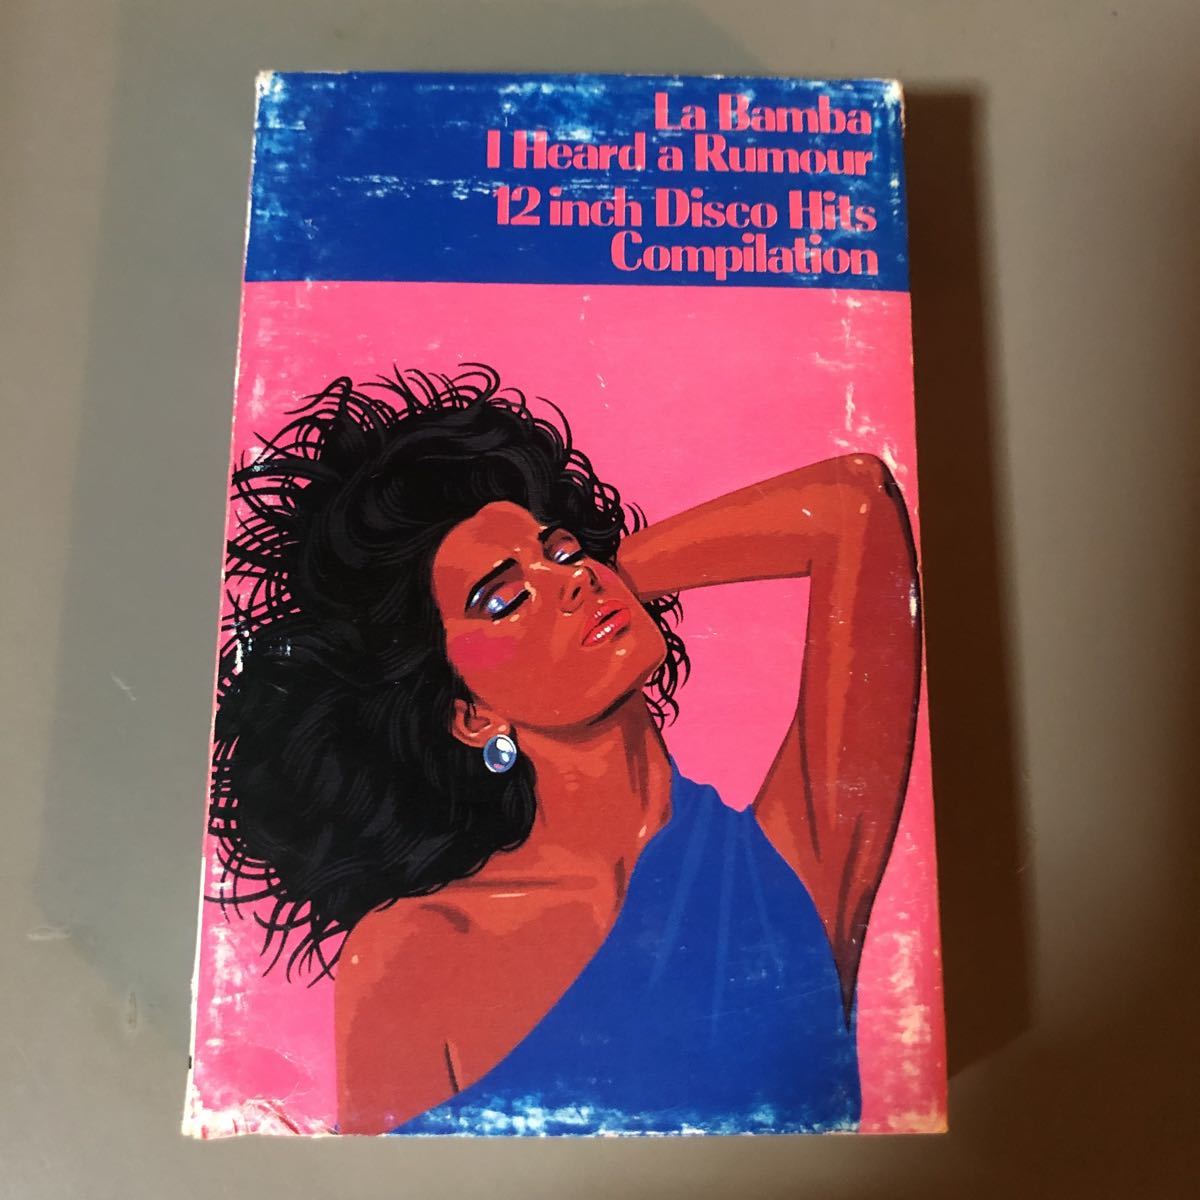 La Bamba
I Heard a Rumour
12 inch Disco Hits
Compilation